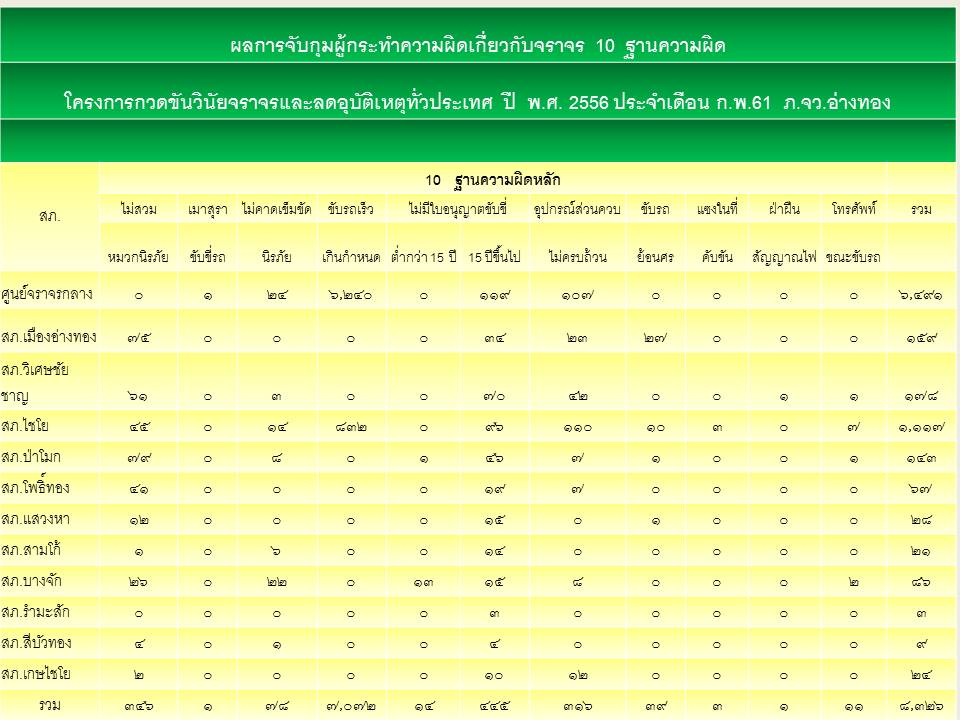 ผลการจับกุมผู้กระทำความผิดเกี่ยวกับจราจร 10 ฐานความผิด
โครงการกวดขันวินัยจราจรและลดอุบัติเหตุทั่วประเทศ ปี พ.ศ. 2556 ประจำเดือน ก.พ.61 ภ.จว.อ่างทอง
10 ฐานความผิดหลัก
สภ. ไม่สวม เมาสุรา ไม่คาดเข็มขัด ขับรถเร็ว ไม่มีใบอนุญาตขับขี่ อุปกรณ์ส่วนควบ ขับรถ แซงในที่ ฝ่าฝืน โทรศัพท์ รวม
หมวกนิรภัย ขับขี่รถ นิรภัย เกินกำหนด ต่ำกว่า 15 ปี 15 ปีขึ้นไป ไม่ครบถ้วน ย้อนศร คับขัน สัญญาณไฟ ขณะขับรถ
ศูนย์จราจรกลาง ๐ ๑ ๒๔ ๖,๒๔๐ ๐ ๑๑๙ ๑๐๗ ๐ ๐ ๐ ๐ ๖,๔๙๑
สภ.เมืองอ่างทอง ๗๕ ๐ ๐ ๐ ๐ ๓๔ ๒๓ ๒๗ ๐ ๐ ๐ ๑๕๙
สภ.วิเศษชัย
ชาญ ๖๑ ๐ ๓ ๐ ๐ ๗๐ ๔๒ ๐ ๐ ๑ ๑ ๑๗๘
สภ.ไชโย ๔๕ ๐ ๑๔ ๘๓๒ ๐ ๙๖ ๑๑๐ ๑๐ ๓ ๐ ๗ ๑,๑๑๗
สภ.ป่าโมก ๗๙ ๐ ๘ ๐ ๑ ๔๖ ๗ ๑ ๐ ๐ ๑ ๑๔๓
สภ.โพธิ์ทอง ๔๑ ๐ ๐ ๐ ๐ ๑๙ ๗ ๐ ๐ ๐ ๐ ๖๗
สภ.แสวงหา ๑๒ ๐ ๐ ๐ ๐ ๑๕ ๐ ๑ ๐ ๐ ๐ ๒๘
สภ.สามโก้ ๑ ๐ ๖ ๐ ๐ ๑๔ ๐ ๐ ๐ ๐ ๐ ๒๑
สภ.บางจัก ๒๖ ๐ ๒๒ ๐ ๑๓ ๑๕ ๘ ๐ ๐ ๐ ๒ ๘๖
สภ.รำมะสัก ๐ ๐ ๐ ๐ ๐ ๓ ๐ ๐ ๐ ๐ ๐ ๓
สภ.สีบัวทอง ๔ ๐ ๑ ๐ ๐ ๔ ๐ ๐ ๐ ๐ ๐ ๙
สภ.เกษไชโย ๒ ๐ ๐ ๐ ๐ ๑๐ ๑๒ ๐ ๐ ๐ ๐ ๒๔
รวม ๓๔๖ ๑ ๗๘ ๗,๐๗๒ ๑๔ ๔๔๕ ๓๑๖ ๓๙ ๓ ๑ ๑๑ ๘,๓๒๖